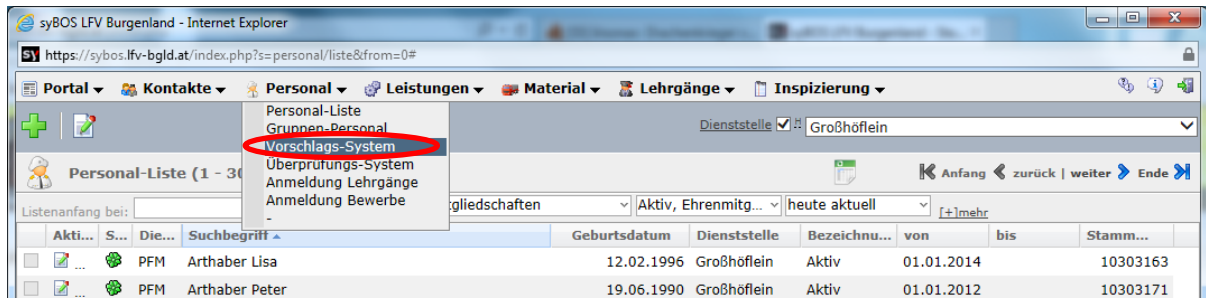 syBOS LFV Burgenland - Internet Explorer
sy https://sybos.lfv-bgld.at/index.php?s=personal/liste&from=0#
Portal Kontakte Personal Leistungen Material Lehrgänge Inspizierung
Personal-Liste
Gruppen-Personal
Vorschlags-System
Überprüfungs-System
Anmeldung Lehrgänge
Anmeldung Bewerbe
-
Dienststelle Großhöflein
Personal-Liste (1 - 30 Anfang zurück | weiter Ende
Listenanfang bei: tgliedschaften Aktiv, Ehrenmitg... heute aktuell [+]mehr
Akti... S... Die... Suchbegriff Geburtsdatum Dienststelle Bezeichnu... von bis Stamm...
... PFM Arthaber Lisa 12.02.1996 Großhöflein Aktiv 01.01.2014 10303163
... PFM Arthaber Peter 19.06.1990 Großhöflein Aktiv 01.01.2012 10303171